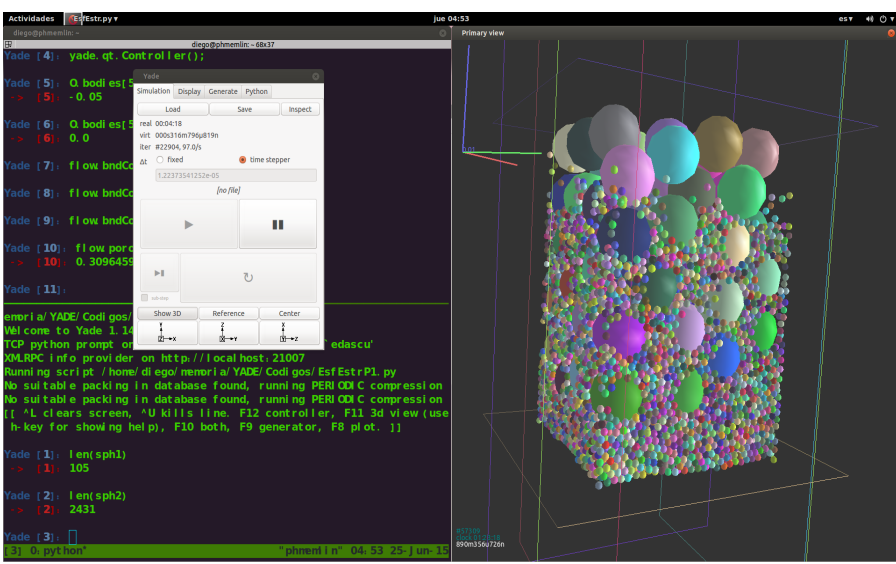 Actividades EsfEstr.py ▾ jue 04:53 es ▾
diego@phmemlin: ~
diego@phmemlin: ~ 68x37
Yade [4]: yade.qt.Controller();
Yade [5]: O.bodies[5
-> [5]: -0.05
Yade [6]: O.bodies[5
-> [6]: 0.0
Yade [7]: flow.bndCo
Yade [8]: flow.bndCo
Yade [9]: flow.bndCo
Yade [10]: flow.poro
-> [10]: 0.3096459
Yade [11]:
Yade
Simulation Display Generate Python
Load Save Inspect
real 00:04:18
virt 000s316m796µ819n
iter #22904, 97.0/s
Δt fixed time stepper
1.22373541252e-05
[no file]
sub-step
Show 3D Reference Center
Y Z X
Z→x X→Y Y→z
emoria/YADE/Codigos/
Welcome to Yade 1.14
TCP python prompt on `edascu'
XMLRPC info provider on http://localhost:21007
Running script /home/diego/memoria/YADE/Codigos/EsfEstrP1.py
No suitable packing in database found, running PERIODIC compression
No suitable packing in database found, running PERIODIC compression
[[ ^L clears screen, ^U kills line. F12 controller, F11 3d view (use
h-key for showing help), F10 both, F9 generator, F8 plot. ]]
Yade [1]: len(sph1)
-> [1]: 105
Yade [2]: len(sph2)
-> [2]: 2431
Yade [3]:
[3] 0:python* "phmemlin" 04:53 25-Jun-15
Primary view
0.01
890m356u726n